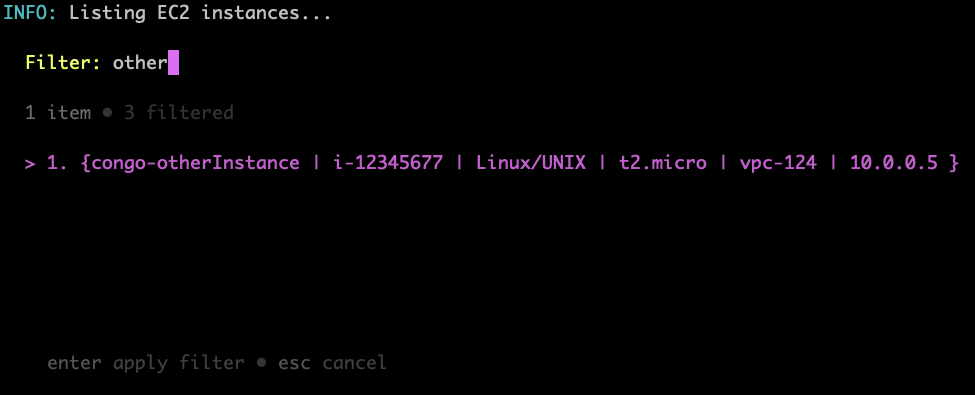 INFO: Listing EC2 instances...
Filter: other
1 item • 3 filtered
> 1. {congo-otherInstance | i-12345677 | Linux/UNIX | t2.micro | vpc-124 | 10.0.0.5 }
enter apply filter • esc cancel